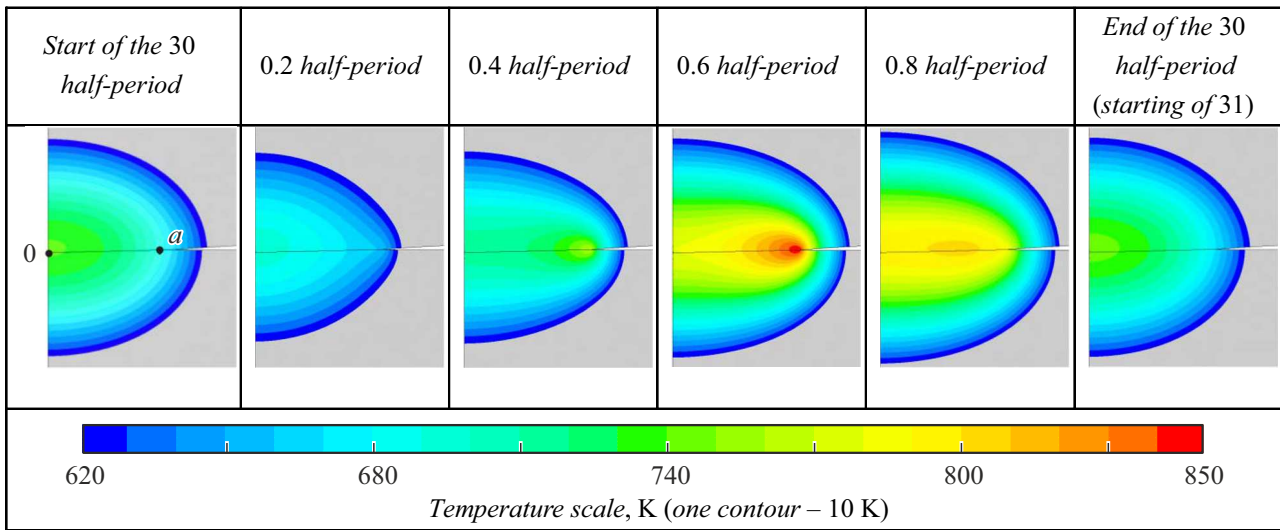 Start of the 30
half-period
0.2 half-period
0.4 half-period
0.6 half-period
0.8 half-period
End of the 30
half-period
(starting of 31)
0
a
620
680
740
800
850
Temperature scale, K (one contour – 10 K)